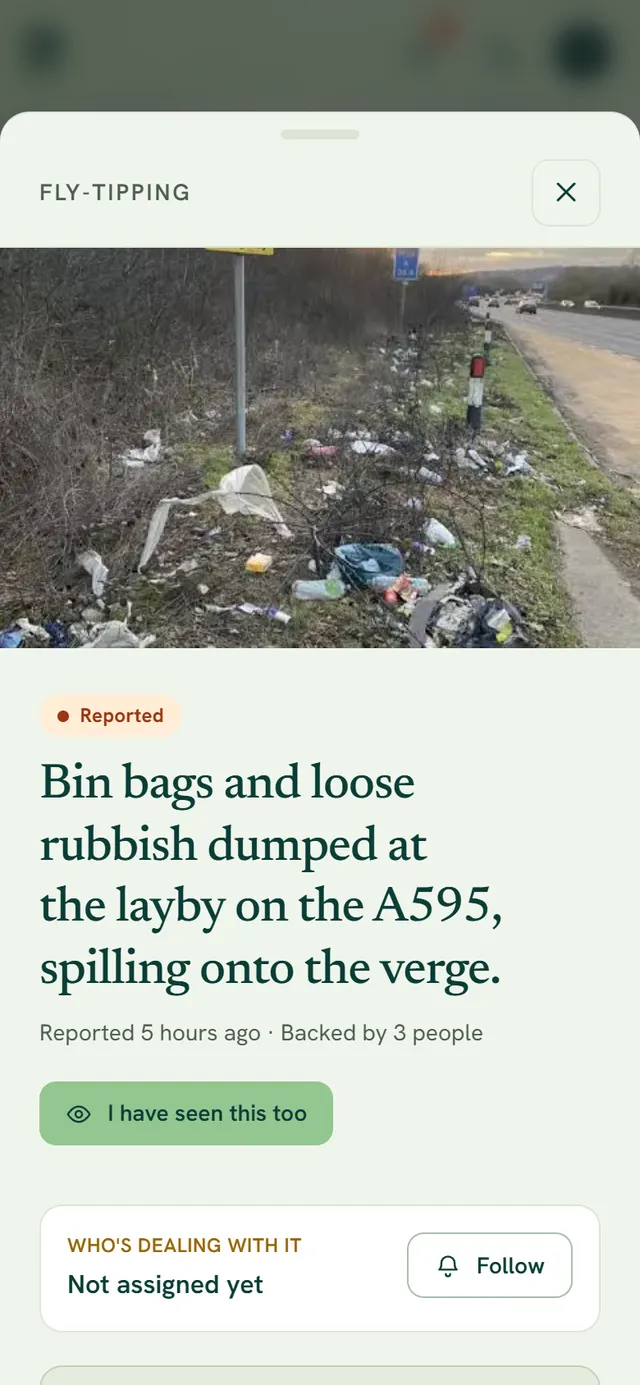 FLY-TIPPING
Reported
Bin bags and loose
rubbish dumped at
the layby on the A595,
spilling onto the verge.
Reported 5 hours ago · Backed by 3 people
I have seen this too
WHO'S DEALING WITH IT
Not assigned yet
Follow